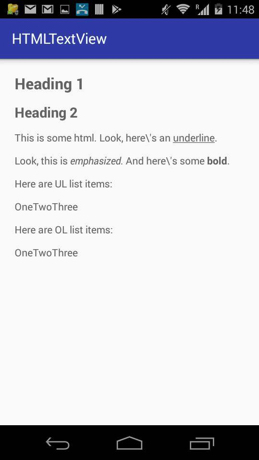 11:48
HTMLTextView
Heading 1
Heading 2
This is some html. Look, here\'s an underline.
Look, this is emphasized. And here\'s some bold.
Here are UL list items:
OneTwoThree
Here are OL list items:
OneTwoThree